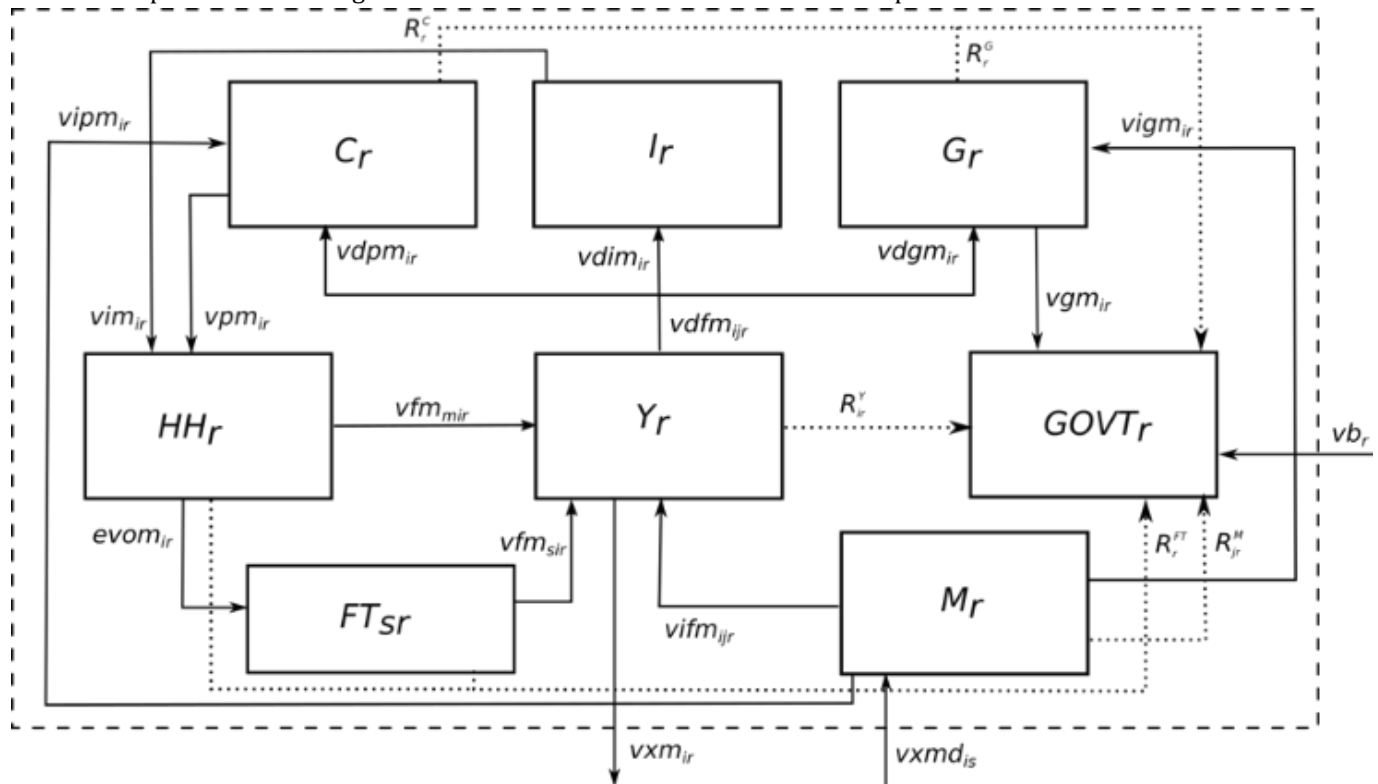 R_r^C
R_r^G
vipm_ir
C_r
I_r
G_r
vigm_ir
vdpm_ir
vdim_ir
vdgm_ir
vim_ir
vpm_ir
vdfm_ijr
vgm_ir
HH_r
vfm_mir
Y_r
R_ir^Y
GOVT_r
vb_r
evom_ir
vfm_sir
R_r^FT
R_jr^M
FT_sr
vifm_ijr
M_r
vxm_ir
vxmd_is